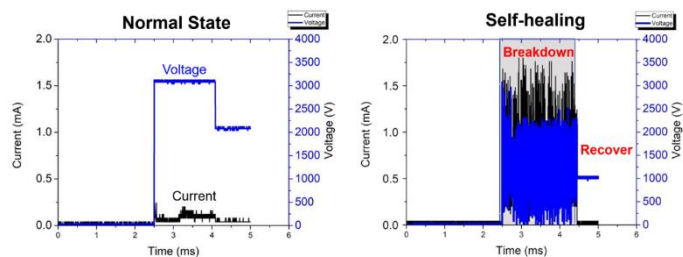 Normal State
Current
Voltage
2.0
1.5
1.0
0.5
0.0
Current (mA)
4000
3500
3000
2500
2000
1500
1000
500
0
Voltage (V)
Voltage
Current
0 1 2 3 4 5 6
Time (ms)
Self-healing
Current
Voltage
2.0
1.5
1.0
0.5
0.0
Current (mA)
4000
3500
3000
2500
2000
1500
1000
500
0
Voltage (V)
Breakdown
Recover
0 1 2 3 4 5 6
Time (ms)